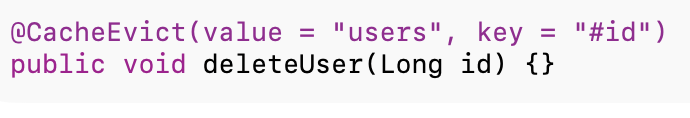 @CacheEvict(value = "users", key = "#id")
public void deleteUser(Long id) {}